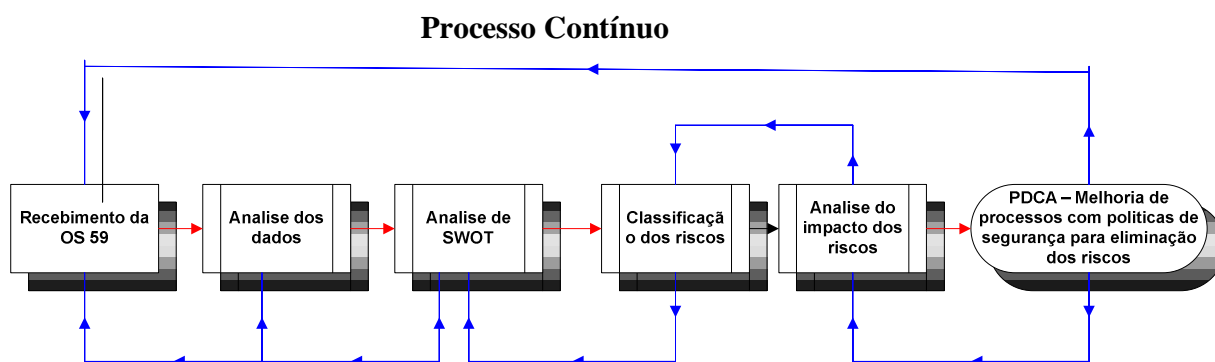 Processo Contínuo
Recebimento da
OS 59
Analise dos
dados
Analise de
SWOT
Classificaçã
o dos riscos
Analise do
impacto dos
riscos
PDCA – Melhoria de
processos com politicas de
segurança para eliminação
dos riscos